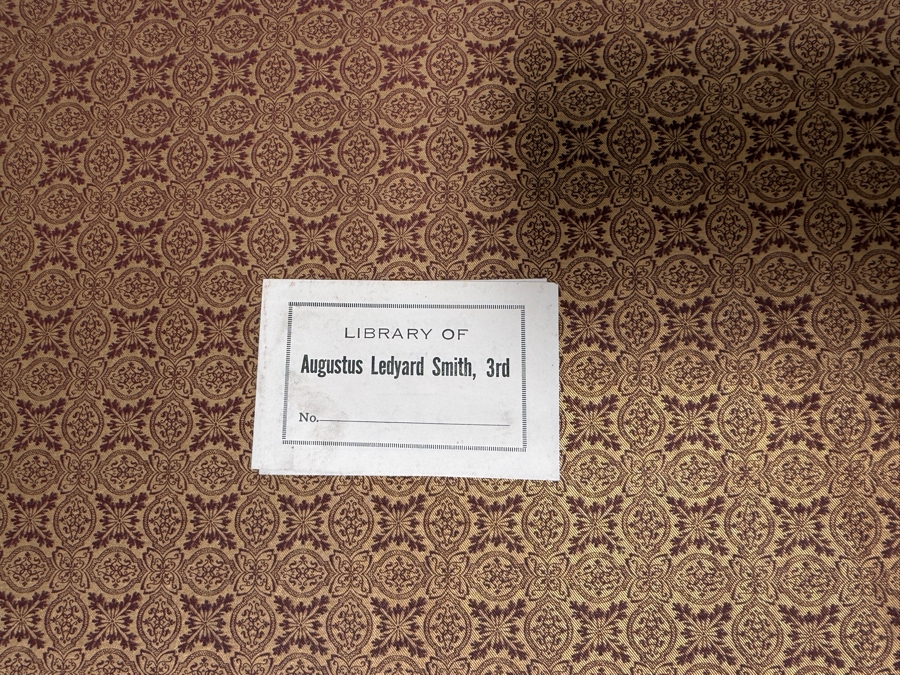 LIBRARY OF
Augustus Ledyard Smith, 3rd
No.